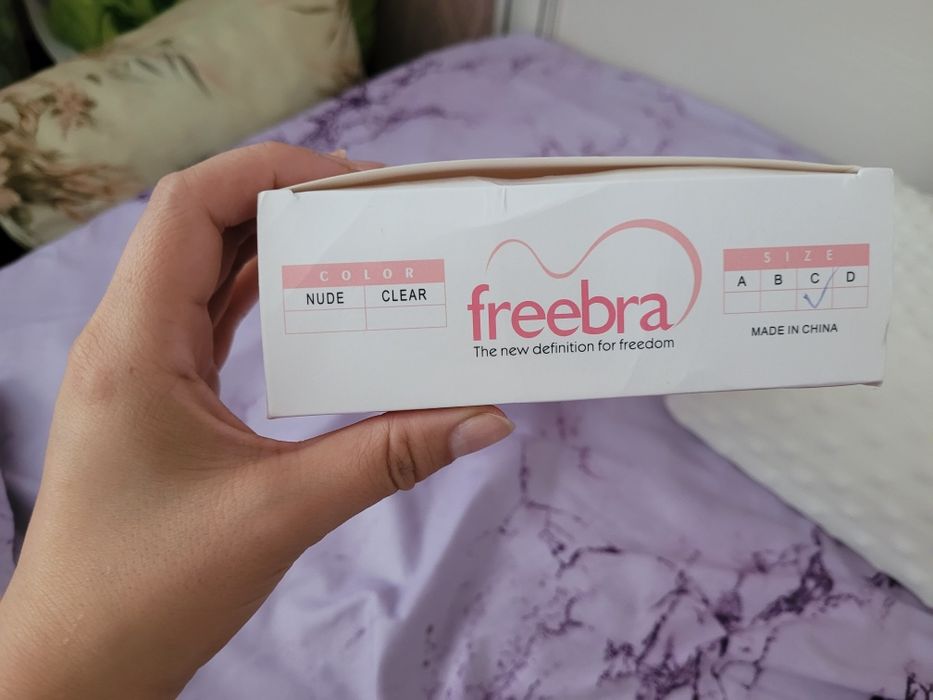 COLOR
NUDE CLEAR
freebra
The new definition for freedom
SIZE
A B C D
MADE IN CHINA